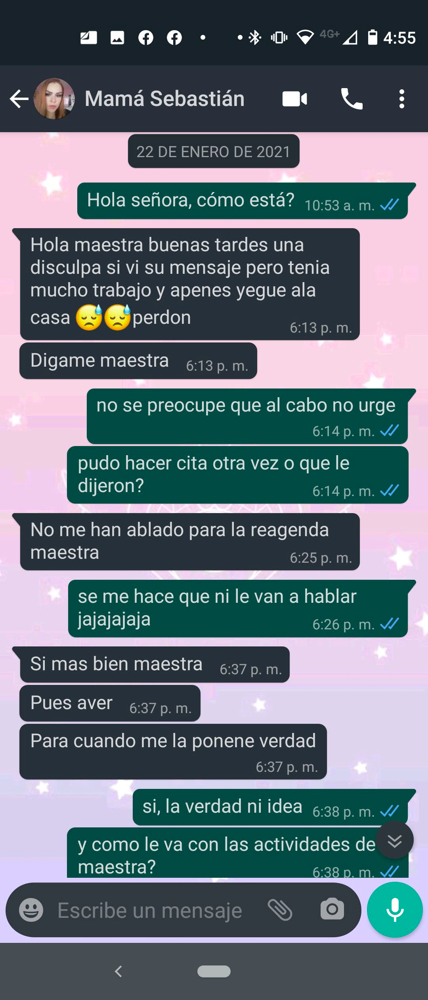 4G+ 4:55
Mamá Sebastián
22 DE ENERO DE 2021
Hola señora, cómo está? 10:53 a. m.
Hola maestra buenas tardes una
disculpa si vi su mensaje pero tenia
mucho trabajo y apenes yegue ala
casa 😓😓perdon
6:13 p. m.
Digame maestra 6:13 p. m.
no se preocupe que al cabo no urge
6:14 p. m.
pudo hacer cita otra vez o que le
dijeron? 6:14 p. m.
No me han ablado para la reagenda
maestra 6:25 p. m.
se me hace que ni le van a hablar
jajajajaja 6:26 p. m.
Si mas bien maestra 6:37 p. m.
Pues aver 6:37 p. m.
Para cuando me la ponene verdad
6:37 p. m.
si, la verdad ni idea 6:38 p. m.
y como le va con las actividades de
maestra? 6:38 p. m.
Escribe un mensaje